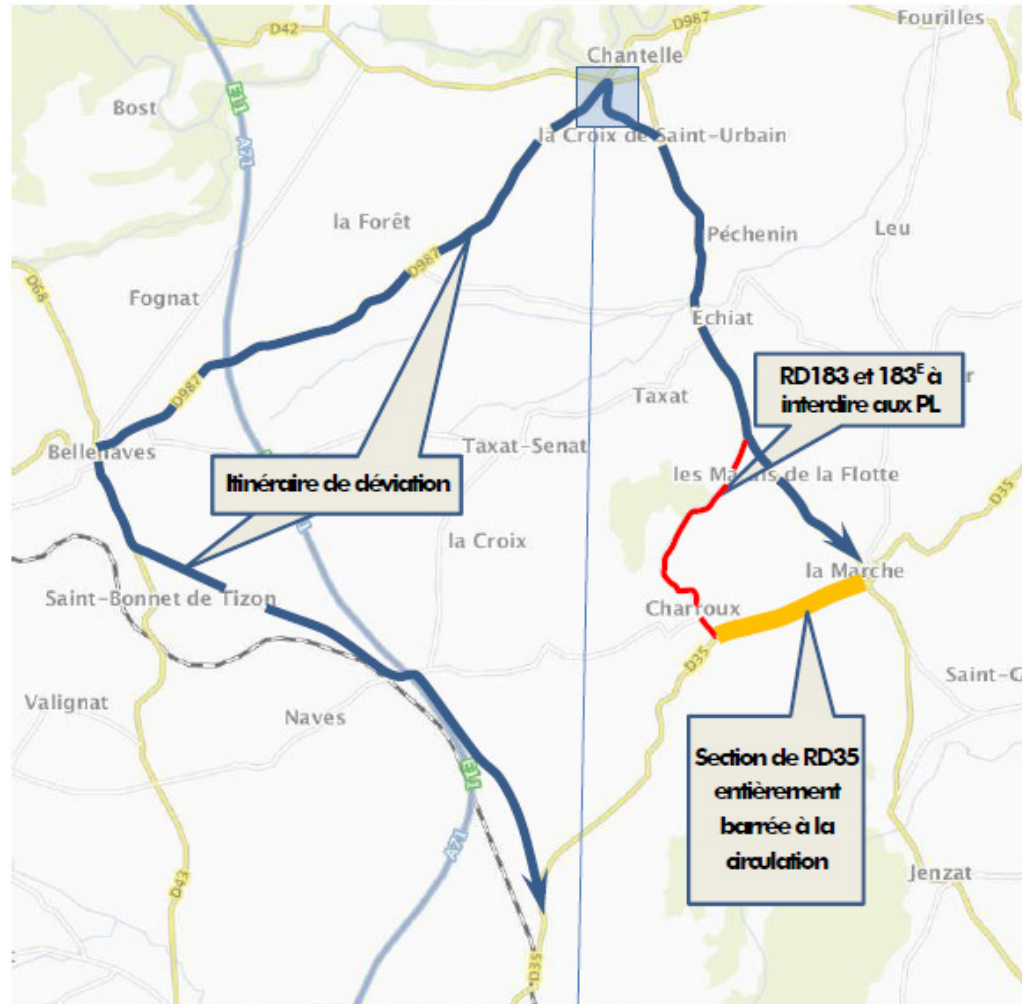 D42
D987
Fourilles
Chantelle
E11
Bost
A71
la Croix de Saint-Urbain
la Forêt
Péchenin
Leu
D987
D68
Fognat
Echiat
RD183 et 183E à
interdire aux PL
D987
Taxat
Bellenaves
Taxat-Senat
les Mattis de la Flotte
Itinéraire de déviation
D35
la Croix
la Marche
Saint-Bonnet de Tizon
Charroux
D35
Valignat
Naves
Saint-C
Section de RD35
entièrement
barrée à la
circulation
E11
A71
D43
Jenzat
D35